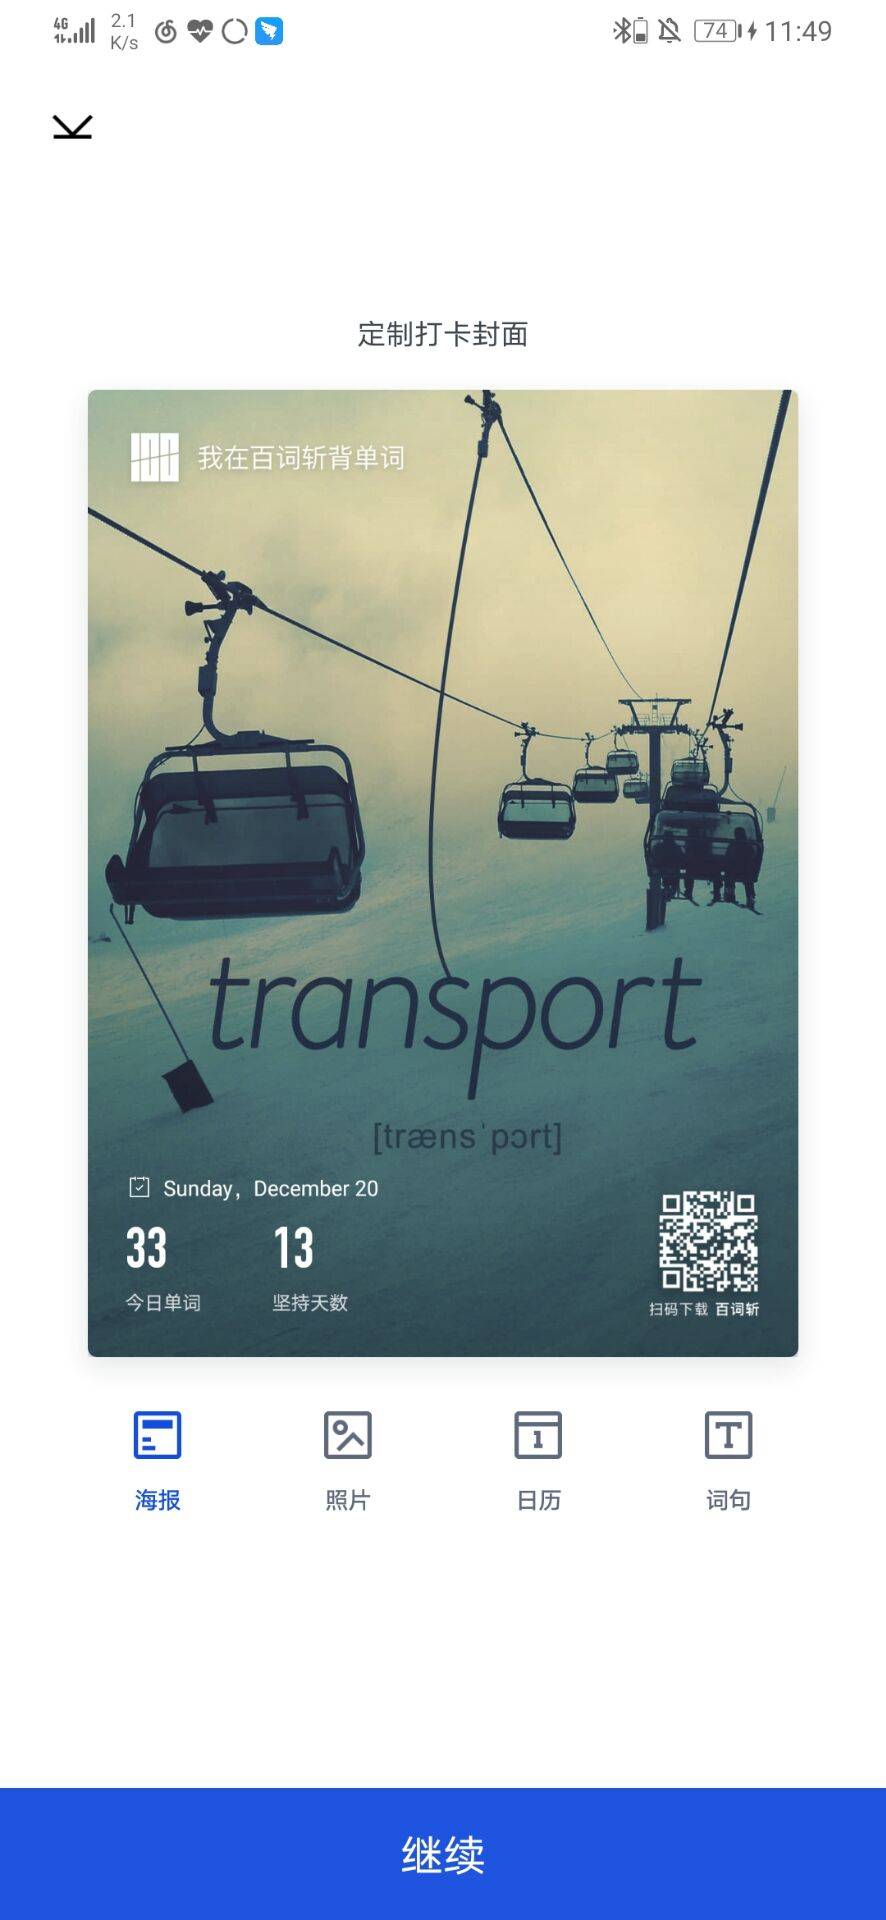 4G
2.1
K/s
74
11:49
定制打卡封面
我在百词斩背单词
transport
[trænsˈpɔrt]
Sunday, December 20
33
13
今日单词
坚持天数
扫码下载 百词斩
1
T
海报
照片
日历
词句
继续